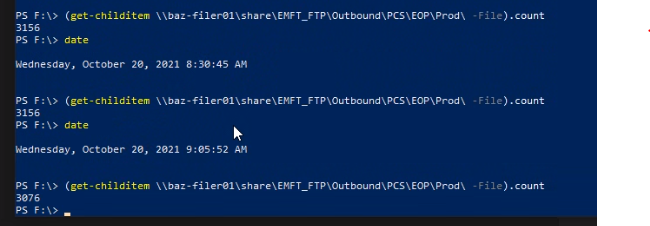 PS F:\> (get-childitem \\baz-filer01\share\EMFT_FTP\Outbound\PCS\EOP\Prod\ -File).count
3156
PS F:\> date
Wednesday, October 20, 2021 8:30:45 AM
PS F:\> (get-childitem \\baz-filer01\share\EMFT_FTP\Outbound\PCS\EOP\Prod\ -File).count
3156
PS F:\> date
Wednesday, October 20, 2021 9:05:52 AM
PS F:\> (get-childitem \\baz-filer01\share\EMFT_FTP\Outbound\PCS\EOP\Prod\ -File).count
3076
PS F:\>